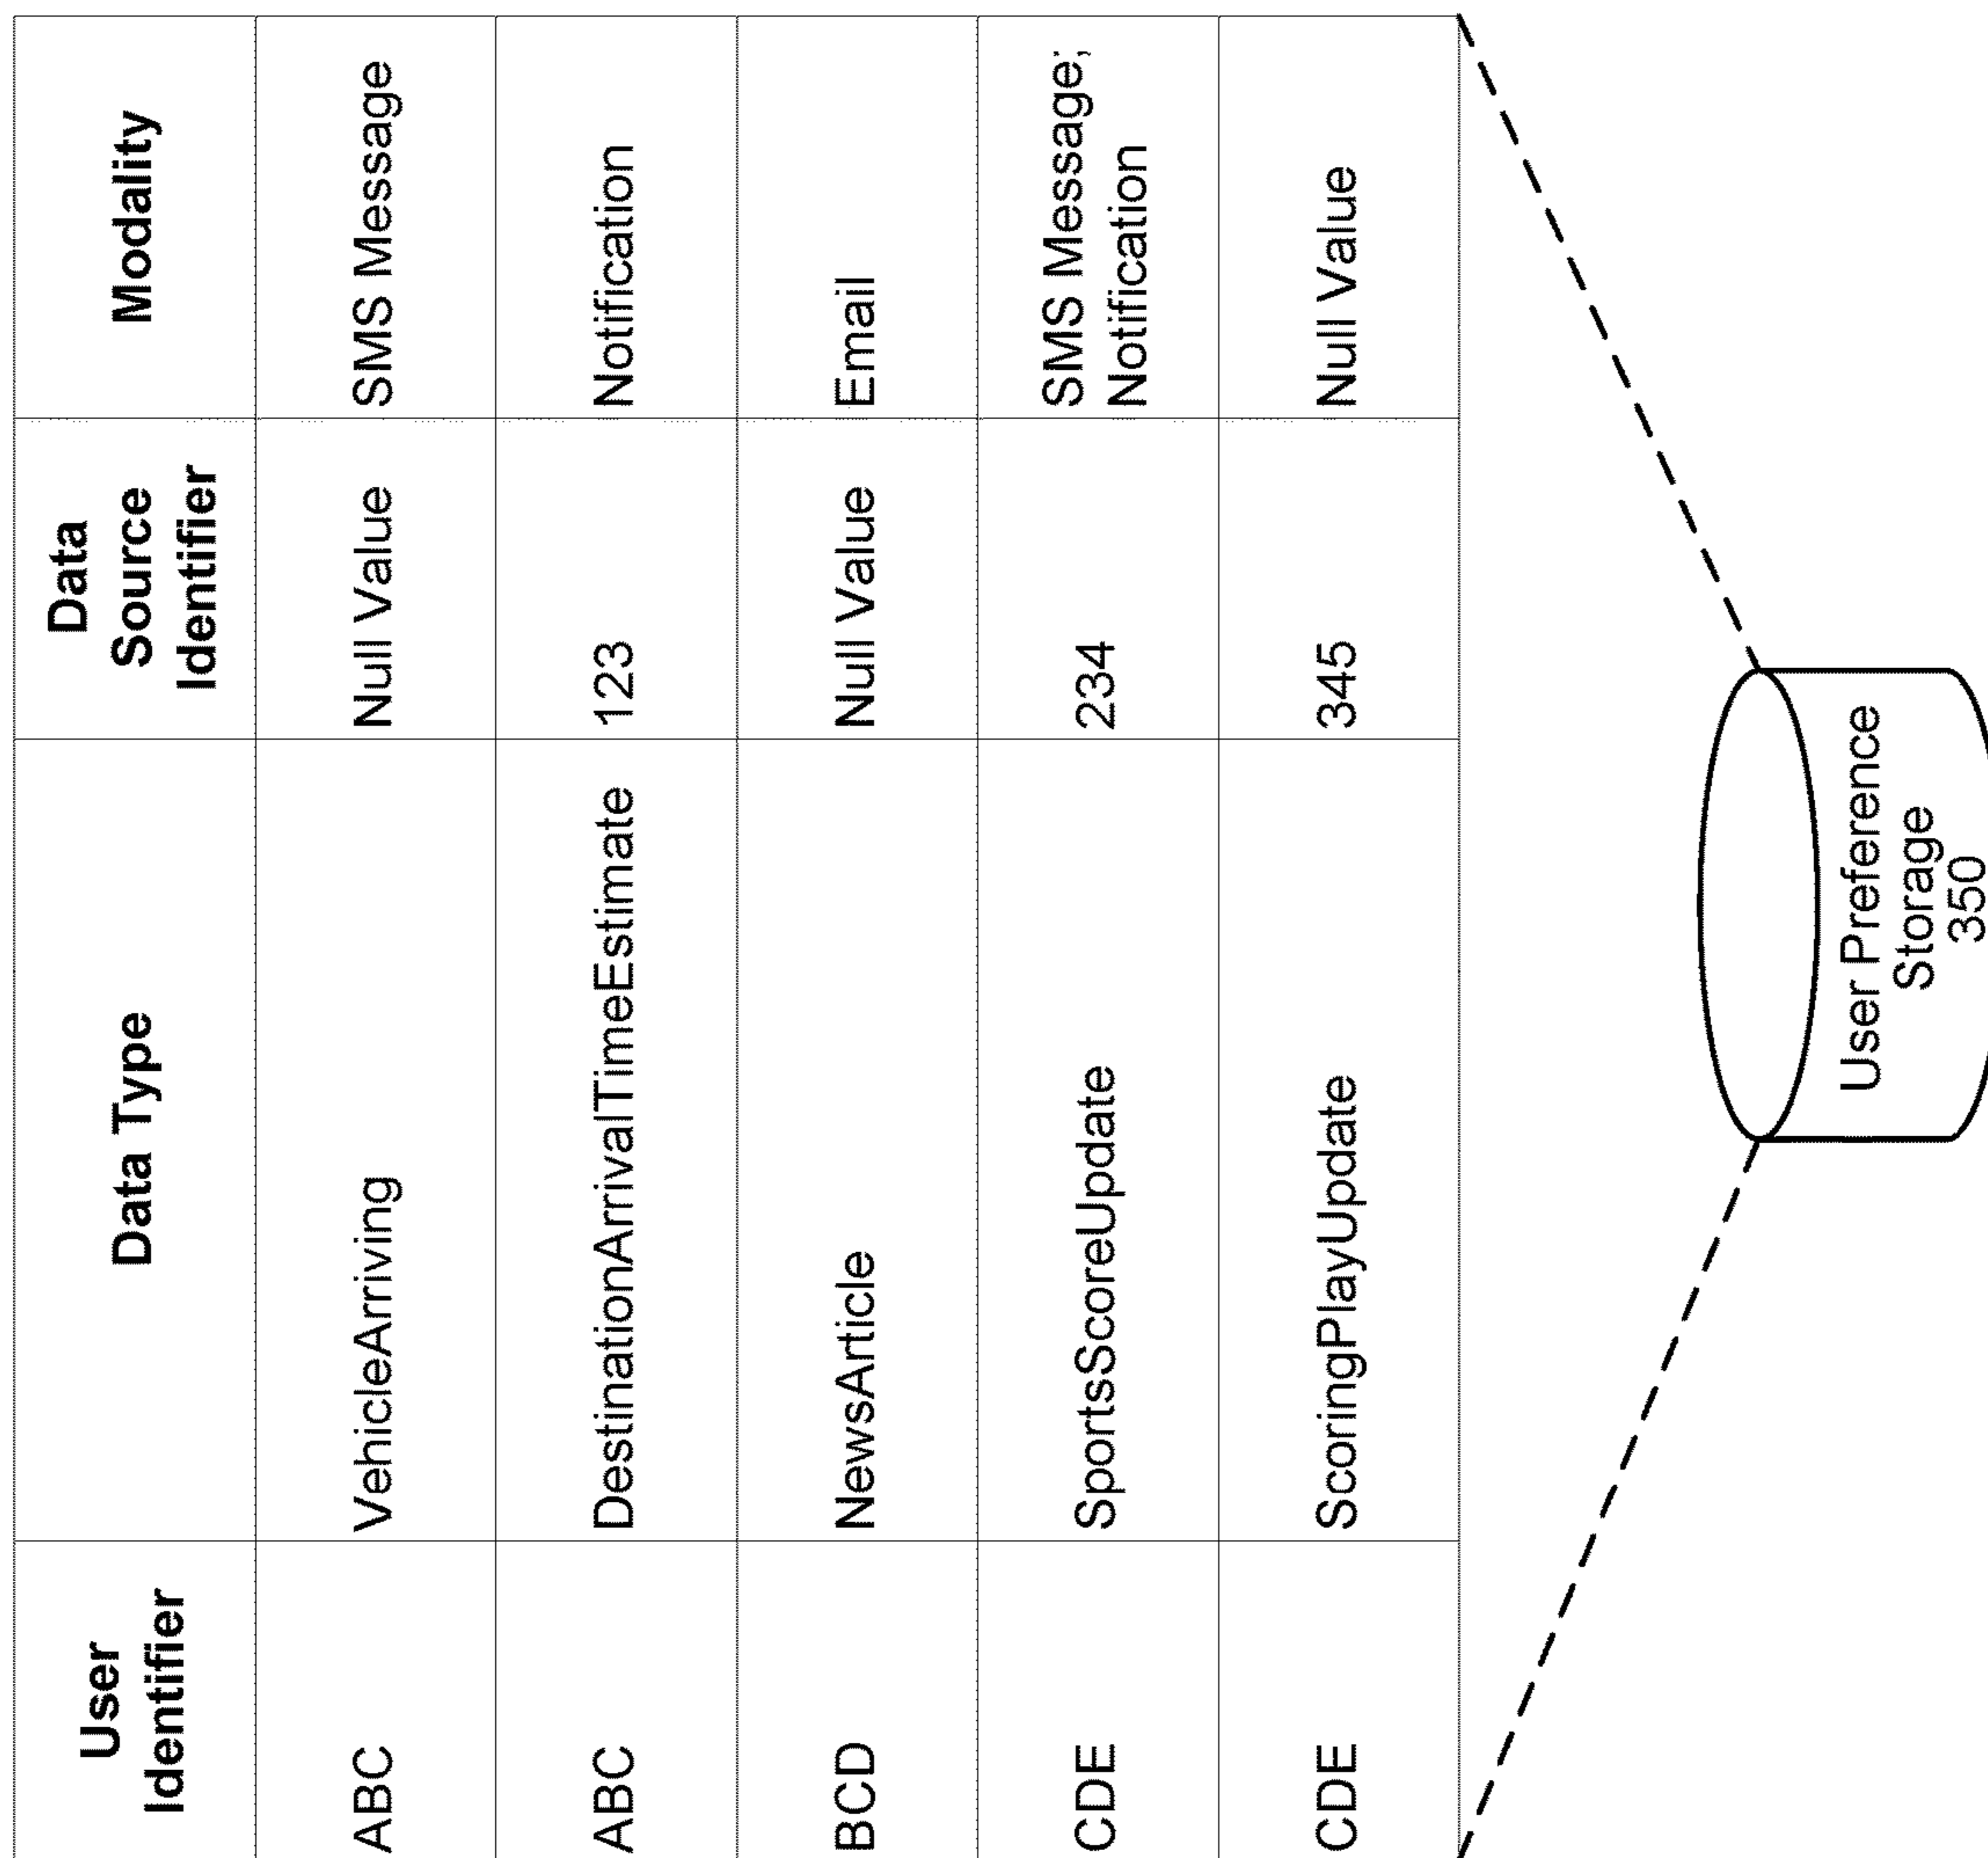 User
Identifier
Data Type
Data
Source
Identifier
Modality
ABC
VehicleArriving
Null Value
SMS Message
ABC
DestinationArrivalTimeEstimate
123
Notification
BCD
NewsArticle
Null Value
Email
CDE
SportsScoreUpdate
234
SMS Message;
Notification
CDE
ScoringPlayUpdate
345
Null Value
User Preference
Storage
350